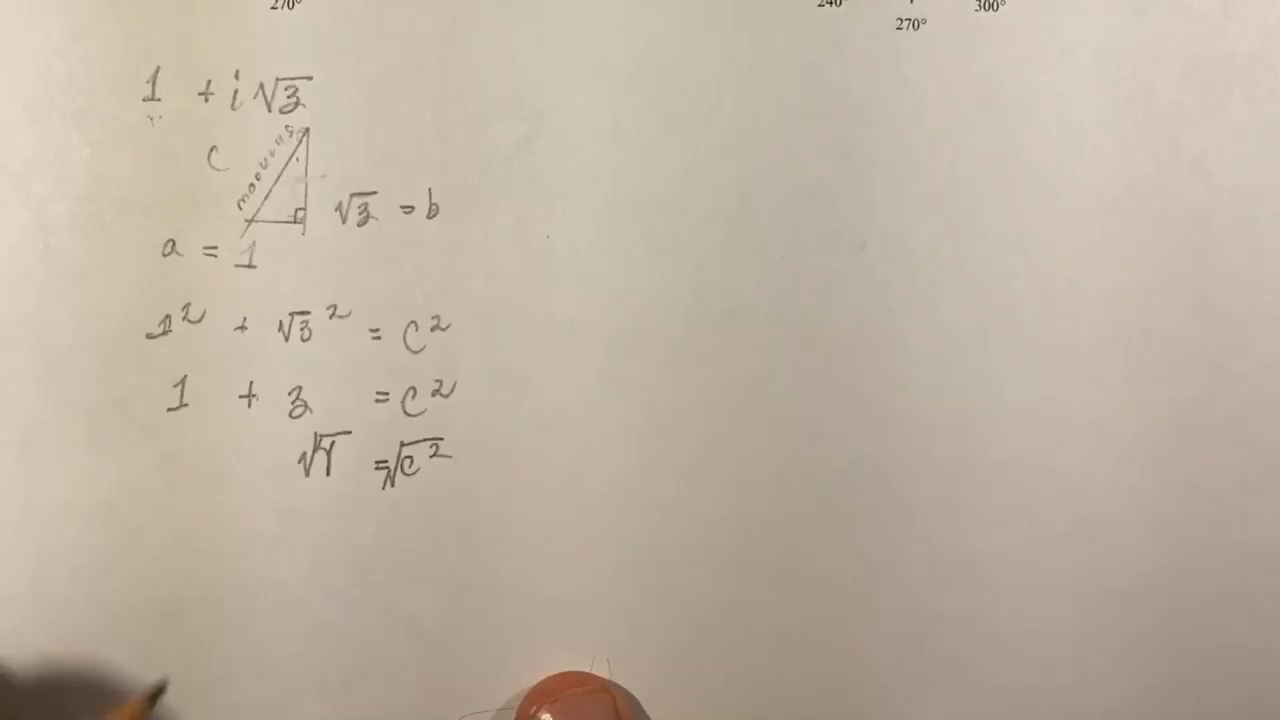 270° 240° 300°
270°
1 + i √3
c modulus
√3 = b
a = 1
1² + √3² = c²
1 + 3 = c²
√4 = √c²